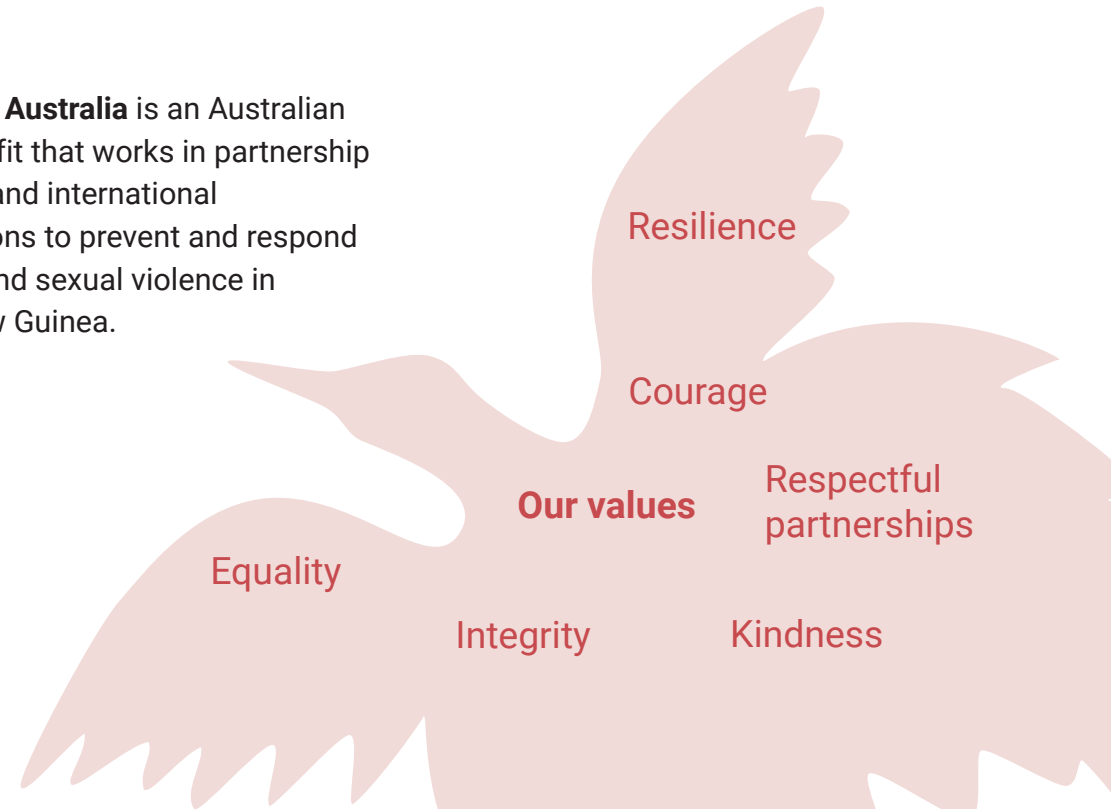 Australia is an Australian
fit that works in partnership
and international
ons to prevent and respond
nd sexual violence in
Guinea.
Resilience
Courage
Respectful
partnerships
Our values
Equality
Integrity
Kindness